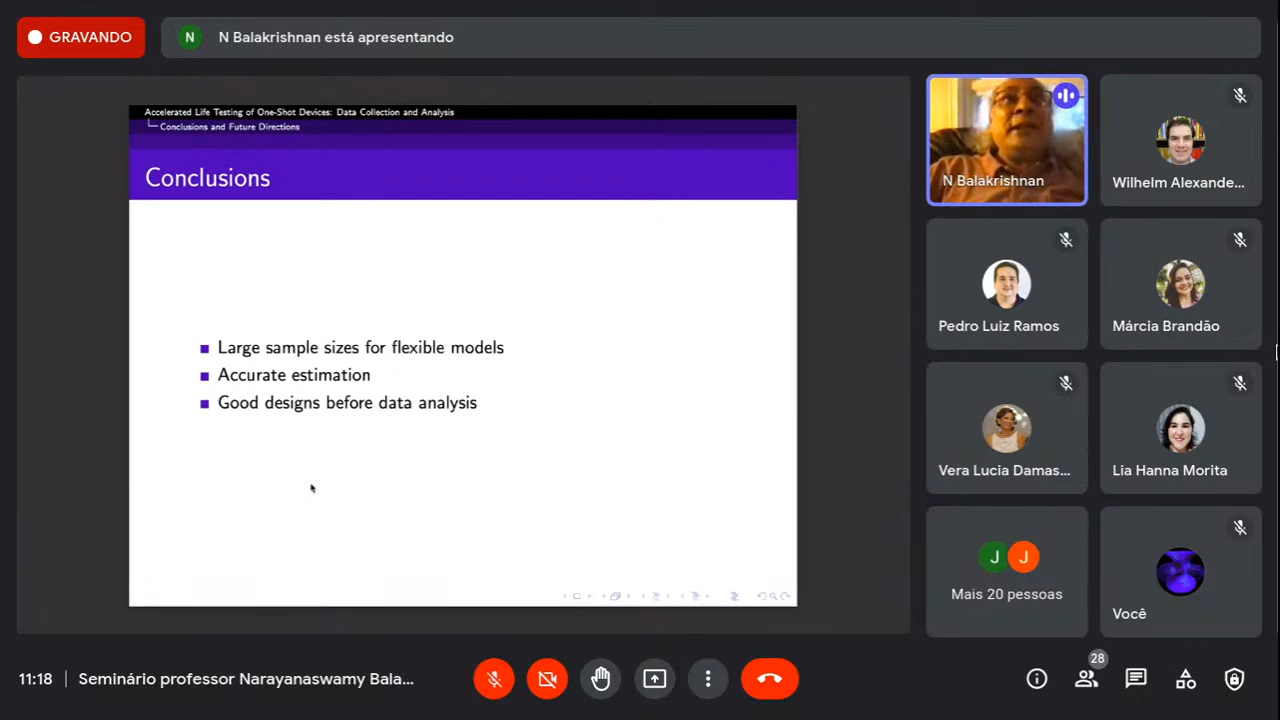 GRAVANDO
N
N Balakrishnan está apresentando
Accelerated Life Testing of One-Shot Devices: Data Collection and Analysis
Conclusions and Future Directions
Conclusions
Large sample sizes for flexible models
Accurate estimation
Good designs before data analysis
N Balakrishnan
Wilhelm Alexande...
Pedro Luiz Ramos
Márcia Brandão
Vera Lucia Damas...
Lia Hanna Morita
J J
Mais 20 pessoas
Você
11:18
Seminário professor Narayanaswamy Bala...
28